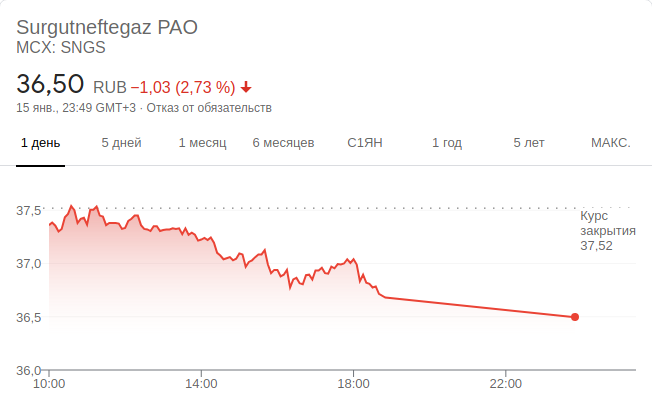 Surgutneftegaz PAO
MCX: SNGS
36,50 RUB −1,03 (2,73 %)
15 янв., 23:49 GMT+3 · Отказ от обязательств
1 день 5 дней 1 месяц 6 месяцев С1ЯН 1 год 5 лет МАКС.
37,5
37,0
36,5
36,0
Курс
закрытия
37,52
10:00 14:00 18:00 22:00